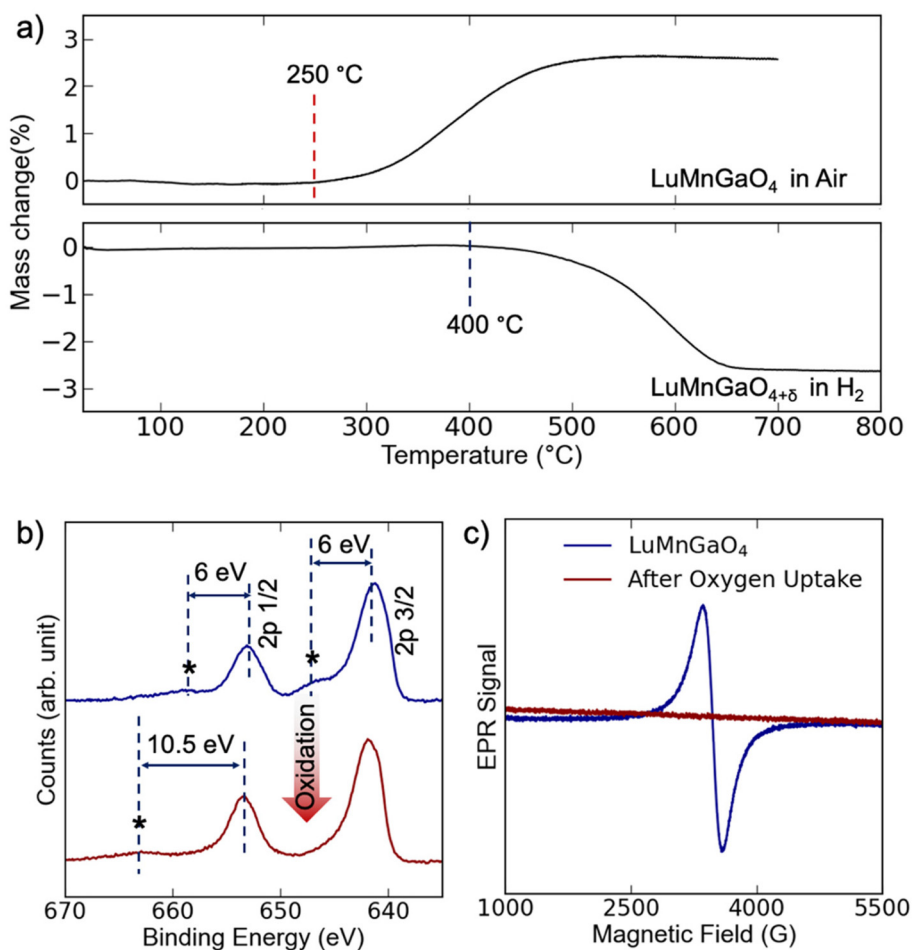 a)
3
2
1
0
250 °C
LuMnGaO₄ in Air
Mass change(%)
0
−1
−2
−3
400 °C
LuMnGaO₄₊δ in H₂
100 200 300 400 500 600 700 800
Temperature (°C)
b)
6 eV
6 eV
2p 1/2
2p 3/2
*
*
10.5 eV
Oxidation
*
Counts (arb. unit)
670 660 650 640
Binding Energy (eV)
c)
LuMnGaO₄
After Oxygen Uptake
EPR Signal
1000 2500 4000 5500
Magnetic Field (G)